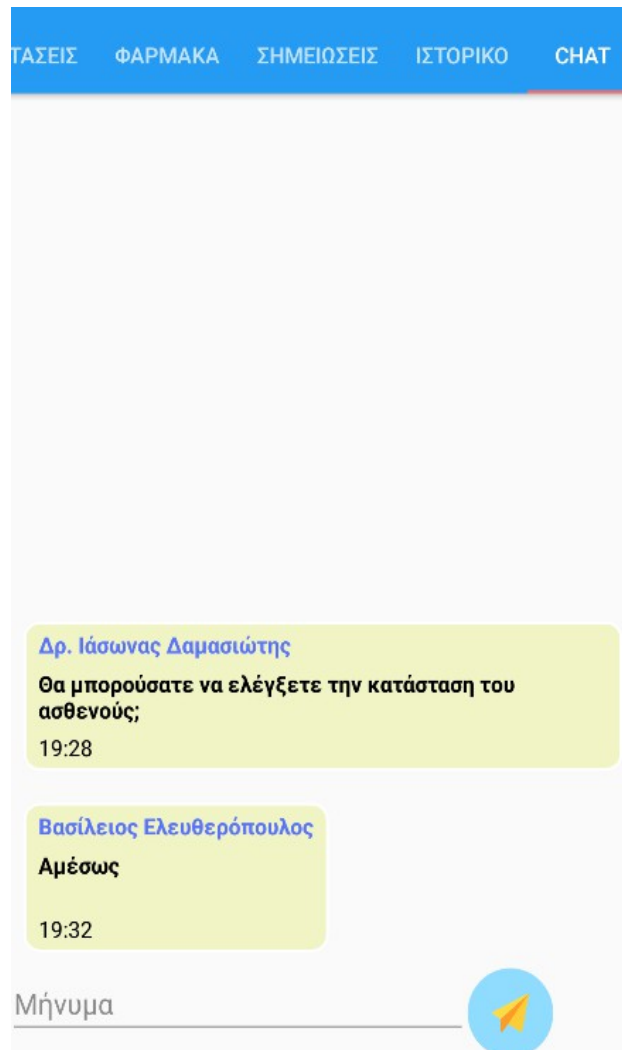 ΤΑΣΕΙΣ ΦΑΡΜΑΚΑ ΣΗΜΕΙΩΣΕΙΣ ΙΣΤΟΡΙΚΟ CHAT
Δρ. Ιάσωνας Δαμασιώτης
Θα μπορούσατε να ελέγξετε την κατάσταση του
ασθενούς;
19:28
Βασίλειος Ελευθερόπουλος
Αμέσως
19:32
Μήνυμα